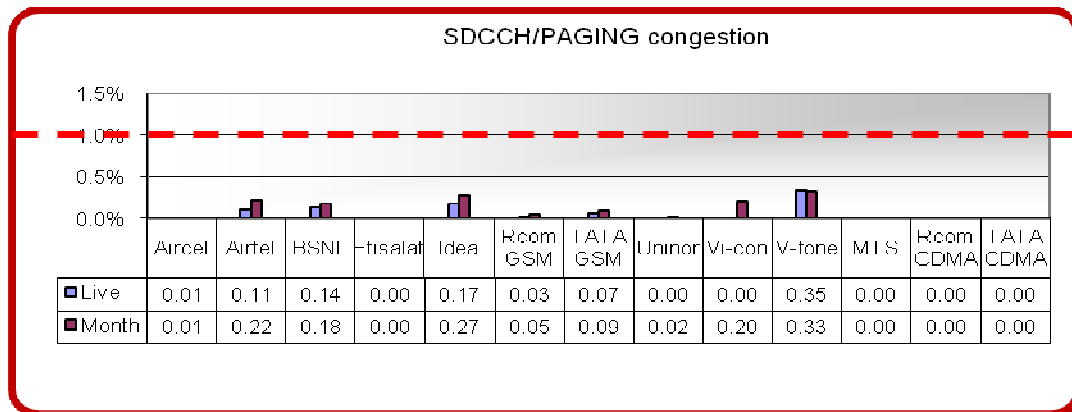 SDCCH/PAGING congestion
1.5%
1.0%
0.5%
0.0%
Aircel Airtel BSNL Etisalat Idea Rcom GSM TATA GSM Uninor Vi-con V-fone MTS Rcom CDMA TATA CDMA
Live 0.01 0.11 0.14 0.00 0.17 0.03 0.07 0.00 0.00 0.35 0.00 0.00 0.00
Month 0.01 0.22 0.18 0.00 0.27 0.05 0.09 0.02 0.20 0.33 0.00 0.00 0.00